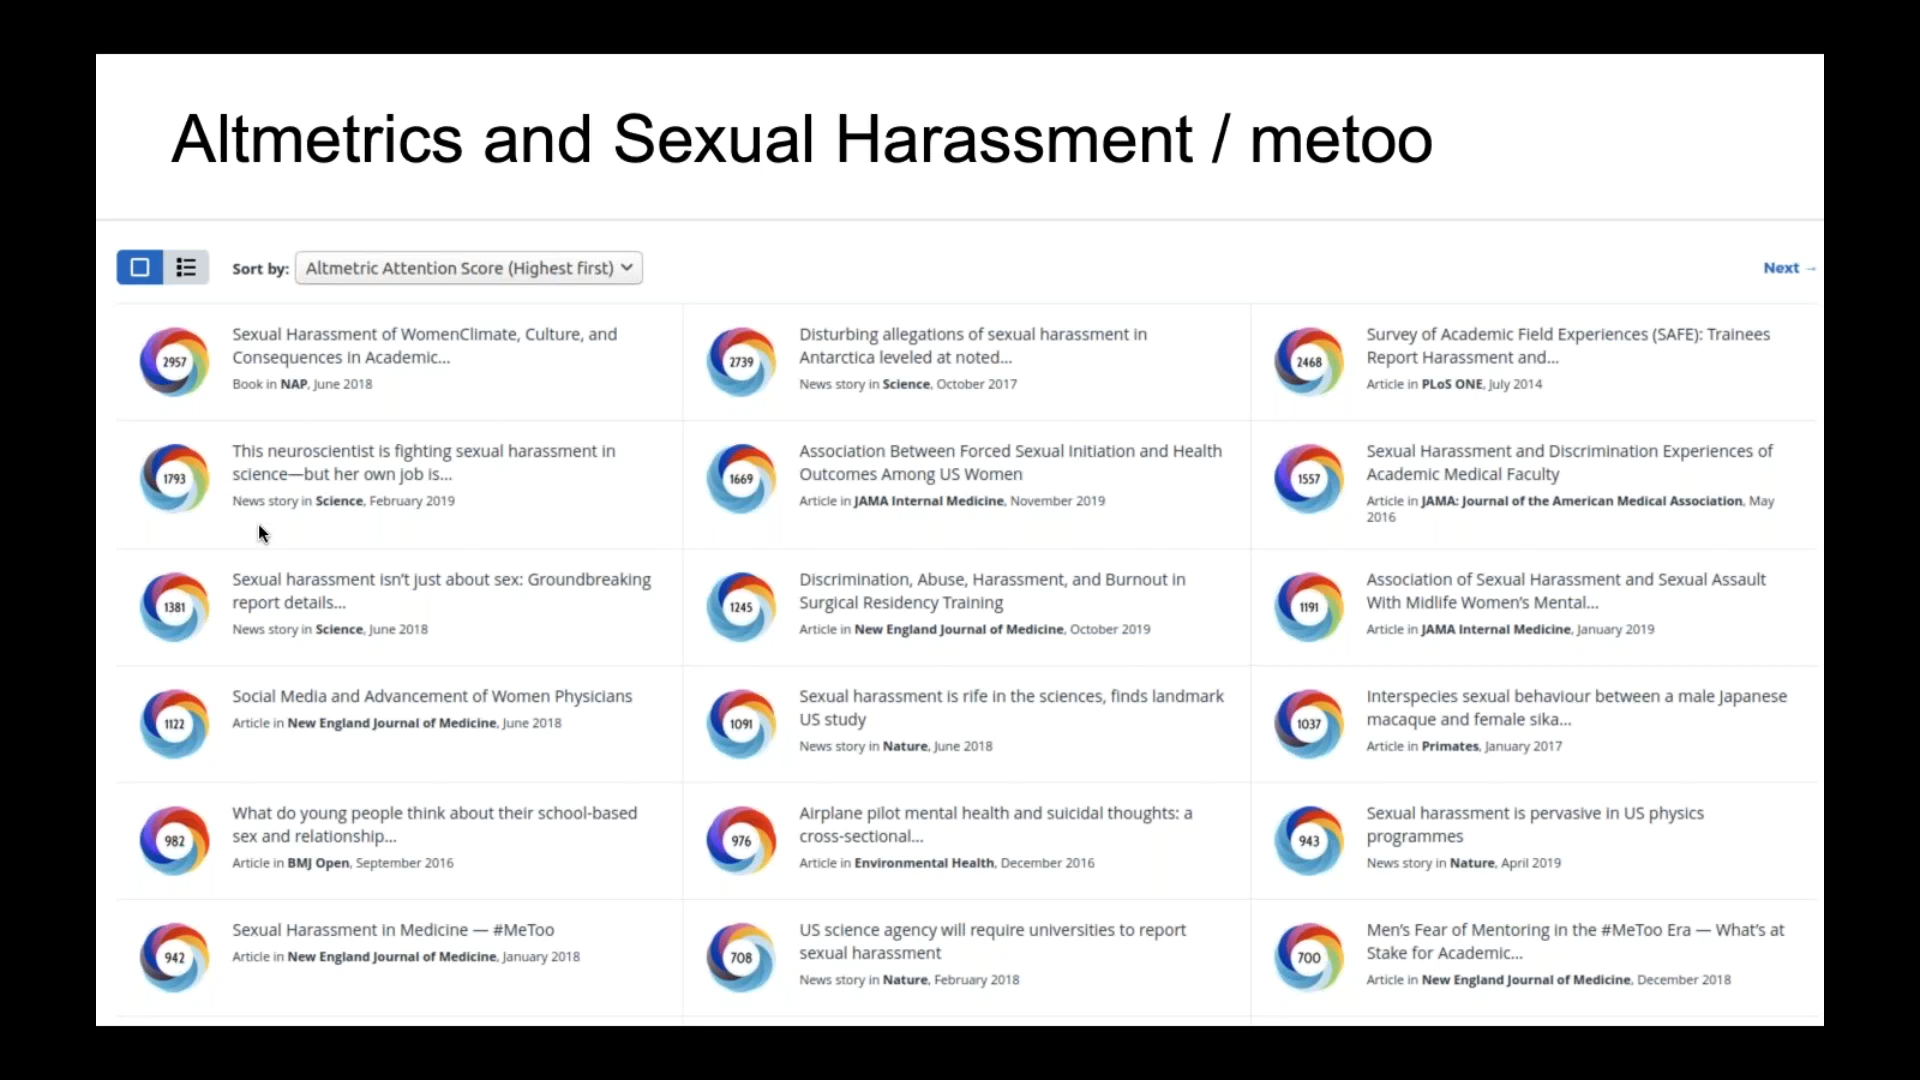 Altmetrics and Sexual Harassment / metoo
Sort by: Altmetric Attention Score (Highest first)
Next →
2957
Sexual Harassment of WomenClimate, Culture, and
Consequences in Academic...
Book in NAP, June 2018
2739
Disturbing allegations of sexual harassment in
Antarctica leveled at noted...
News story in Science, October 2017
2468
Survey of Academic Field Experiences (SAFE): Trainees
Report Harassment and...
Article in PLoS ONE, July 2014
1793
This neuroscientist is fighting sexual harassment in
science—but her own job is...
News story in Science, February 2019
1669
Association Between Forced Sexual Initiation and Health
Outcomes Among US Women
Article in JAMA Internal Medicine, November 2019
1557
Sexual Harassment and Discrimination Experiences of
Academic Medical Faculty
Article in JAMA: Journal of the American Medical Association, May
2016
1381
Sexual harassment isn't just about sex: Groundbreaking
report details...
News story in Science, June 2018
1245
Discrimination, Abuse, Harassment, and Burnout in
Surgical Residency Training
Article in New England Journal of Medicine, October 2019
1191
Association of Sexual Harassment and Sexual Assault
With Midlife Women's Mental...
Article in JAMA Internal Medicine, January 2019
1122
Social Media and Advancement of Women Physicians
Article in New England Journal of Medicine, June 2018
1091
Sexual harassment is rife in the sciences, finds landmark
US study
News story in Nature, June 2018
1037
Interspecies sexual behaviour between a male Japanese
macaque and female sika...
Article in Primates, January 2017
982
What do young people think about their school-based
sex and relationship...
Article in BMJ Open, September 2016
976
Airplane pilot mental health and suicidal thoughts: a
cross-sectional...
Article in Environmental Health, December 2016
943
Sexual harassment is pervasive in US physics
programmes
News story in Nature, April 2019
942
Sexual Harassment in Medicine — #MeToo
Article in New England Journal of Medicine, January 2018
708
US science agency will require universities to report
sexual harassment
News story in Nature, February 2018
700
Men's Fear of Mentoring in the #MeToo Era — What's at
Stake for Academic...
Article in New England Journal of Medicine, December 2018